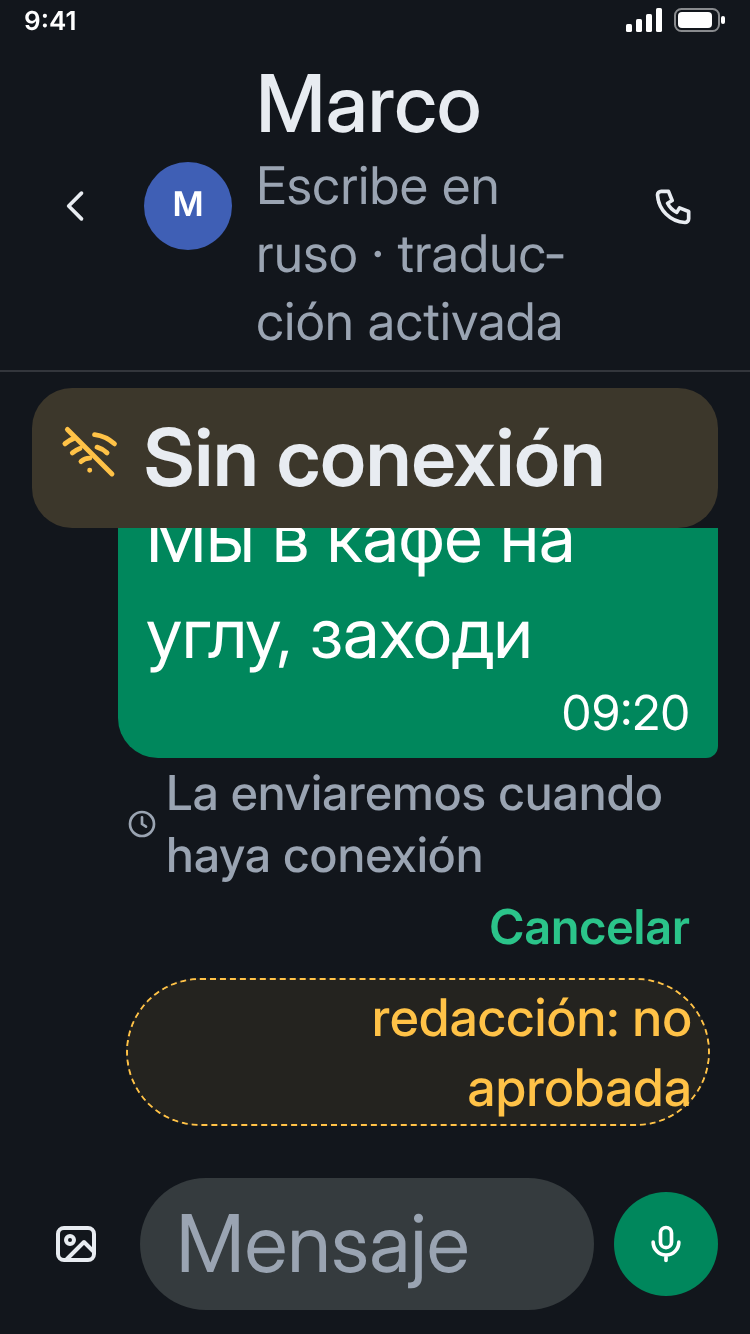 9:41
Marco
M
Escribe en
ruso · traduc-
ción activada
Sin conexión
Мы в кафе на
углу, заходи
09:20
La enviaremos cuando
haya conexión
Cancelar
redacción: no
aprobada
Mensaje